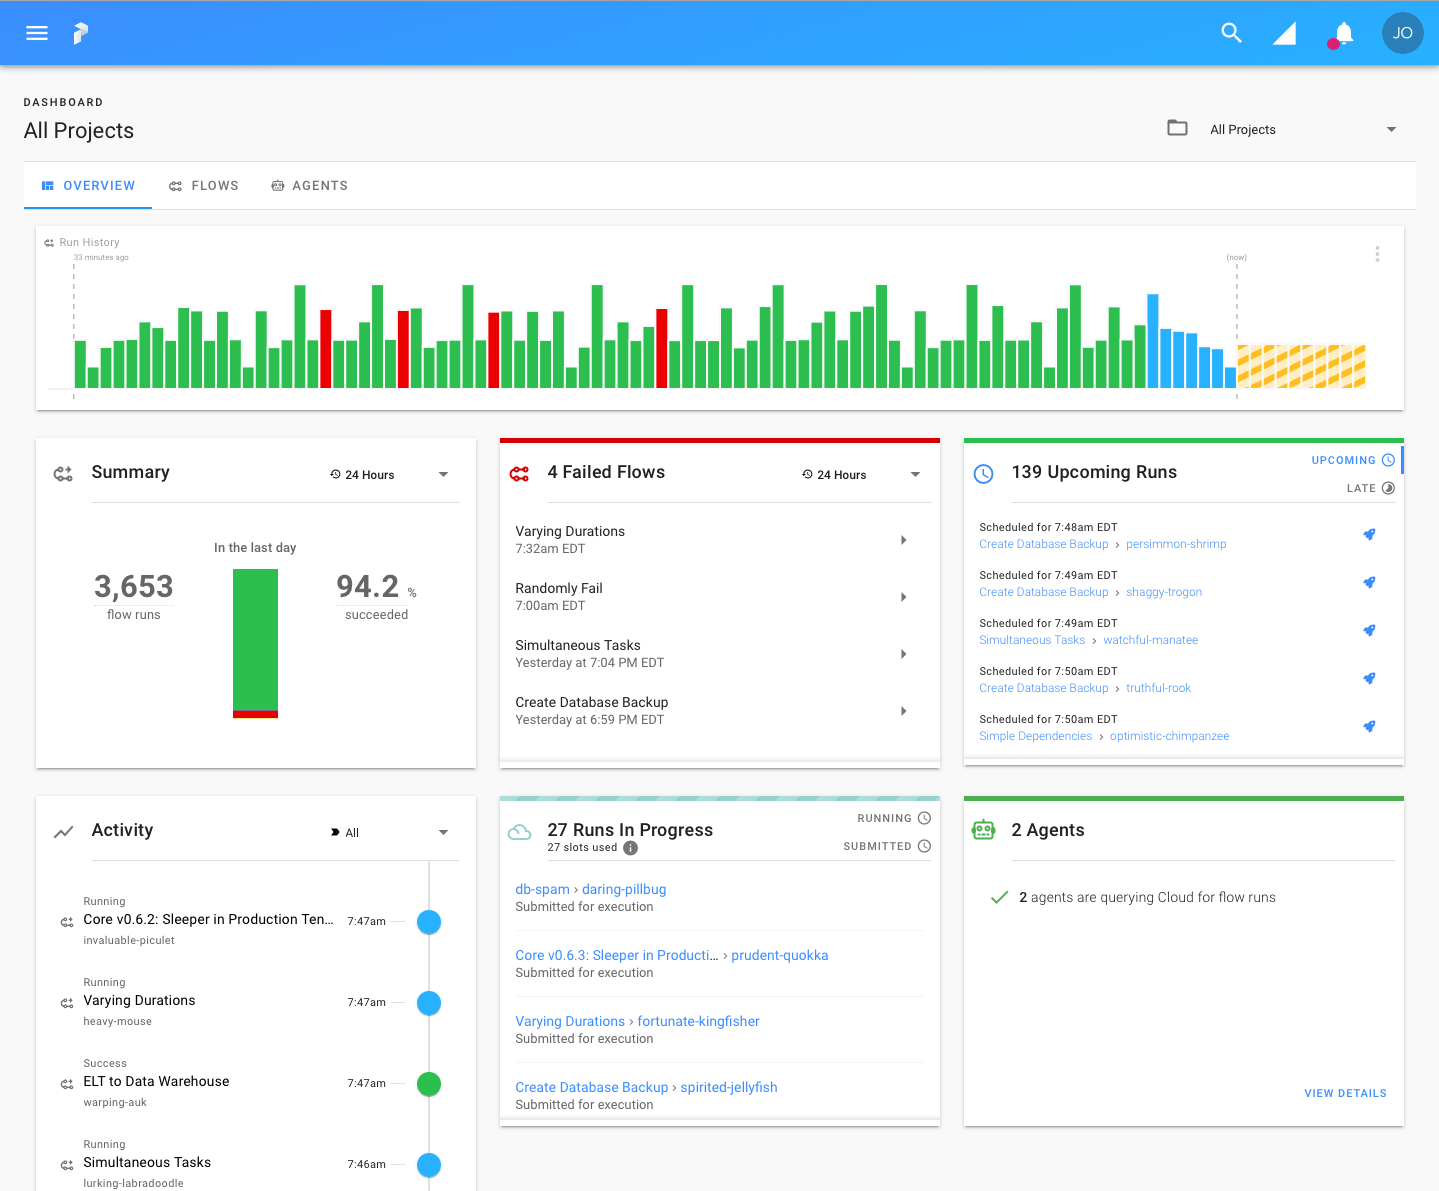 JO
DASHBOARD
All Projects
All Projects
OVERVIEW
FLOWS
AGENTS
Run History
33 minutes ago
(now)
Summary
24 Hours
In the last day
3,653
flow runs
94.2 %
succeeded
4 Failed Flows
24 Hours
Varying Durations
7:32am EDT
Randomly Fail
7:00am EDT
Simultaneous Tasks
Yesterday at 7:04 PM EDT
Create Database Backup
Yesterday at 6:59 PM EDT
139 Upcoming Runs
UPCOMING
LATE
Scheduled for 7:48am EDT
Create Database Backup › persimmon-shrimp
Scheduled for 7:49am EDT
Create Database Backup › shaggy-trogon
Scheduled for 7:49am EDT
Simultaneous Tasks › watchful-manatee
Scheduled for 7:50am EDT
Create Database Backup › truthful-rook
Scheduled for 7:50am EDT
Simple Dependencies › optimistic-chimpanzee
Activity
All
Running
Core v0.6.2: Sleeper in Production Ten... 7:47am
invaluable-piculet
Running
Varying Durations 7:47am
heavy-mouse
Success
ELT to Data Warehouse 7:47am
warping-auk
Running
Simultaneous Tasks 7:46am
lurking-labradoodle
27 Runs In Progress
27 slots used
RUNNING
SUBMITTED
db-spam › daring-pillbug
Submitted for execution
Core v0.6.3: Sleeper in Producti... › prudent-quokka
Submitted for execution
Varying Durations › fortunate-kingfisher
Submitted for execution
Create Database Backup › spirited-jellyfish
Submitted for execution
2 Agents
2 agents are querying Cloud for flow runs
VIEW DETAILS